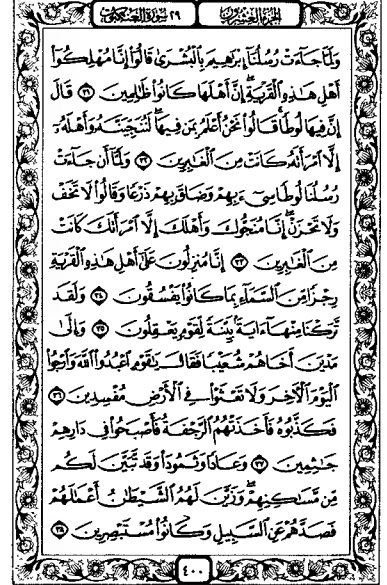 الجزء العشرون ٢٩ سورة العنكبوت
وَلَمَّا جَاءَتْ رُسُلُنَا إِبْرَاهِيمَ بِالْبُشْرَىٰ قَالُوا إِنَّا مُهْلِكُوا
أَهْلِ هَٰذِهِ الْقَرْيَةِ ۖ إِنَّ أَهْلَهَا كَانُوا ظَالِمِينَ ٣١ قَالَ
إِنَّ فِيهَا لُوطًا ۚ قَالُوا نَحْنُ أَعْلَمُ بِمَنْ فِيهَا ۖ لَنُنَجِّيَنَّهُ وَأَهْلَهُ
إِلَّا امْرَأَتَهُ كَانَتْ مِنَ الْغَابِرِينَ ٣٢ وَلَمَّا أَنْ جَاءَتْ
رُسُلُنَا لُوطًا سِيءَ بِهِمْ وَضَاقَ بِهِمْ ذَرْعًا وَقَالُوا لَا تَخَفْ
وَلَا تَحْزَنْ ۖ إِنَّا مُنَجُّوكَ وَأَهْلَكَ إِلَّا امْرَأَتَكَ كَانَتْ
مِنَ الْغَابِرِينَ ٣٣ إِنَّا مُنْزِلُونَ عَلَىٰ أَهْلِ هَٰذِهِ الْقَرْيَةِ
رِجْزًا مِنَ السَّمَاءِ بِمَا كَانُوا يَفْسُقُونَ ٣٤ وَلَقَدْ
تَرَكْنَا مِنْهَا آيَةً بَيِّنَةً لِقَوْمٍ يَعْقِلُونَ ٣٥ وَإِلَىٰ
مَدْيَنَ أَخَاهُمْ شُعَيْبًا فَقَالَ يَا قَوْمِ اعْبُدُوا اللَّهَ وَارْجُوا
الْيَوْمَ الْآخِرَ وَلَا تَعْثَوْا فِي الْأَرْضِ مُفْسِدِينَ ٣٦
فَكَذَّبُوهُ فَأَخَذَتْهُمُ الرَّجْفَةُ فَأَصْبَحُوا فِي دَارِهِمْ
جَاثِمِينَ ٣٧ وَعَادًا وَثَمُودَا وَقَدْ تَبَيَّنَ لَكُمْ
مِنْ مَسَاكِنِهِمْ ۖ وَزَيَّنَ لَهُمُ الشَّيْطَانُ أَعْمَالَهُمْ
فَصَدَّهُمْ عَنِ السَّبِيلِ وَكَانُوا مُسْتَبْصِرِينَ ٣٨
٤٠٠